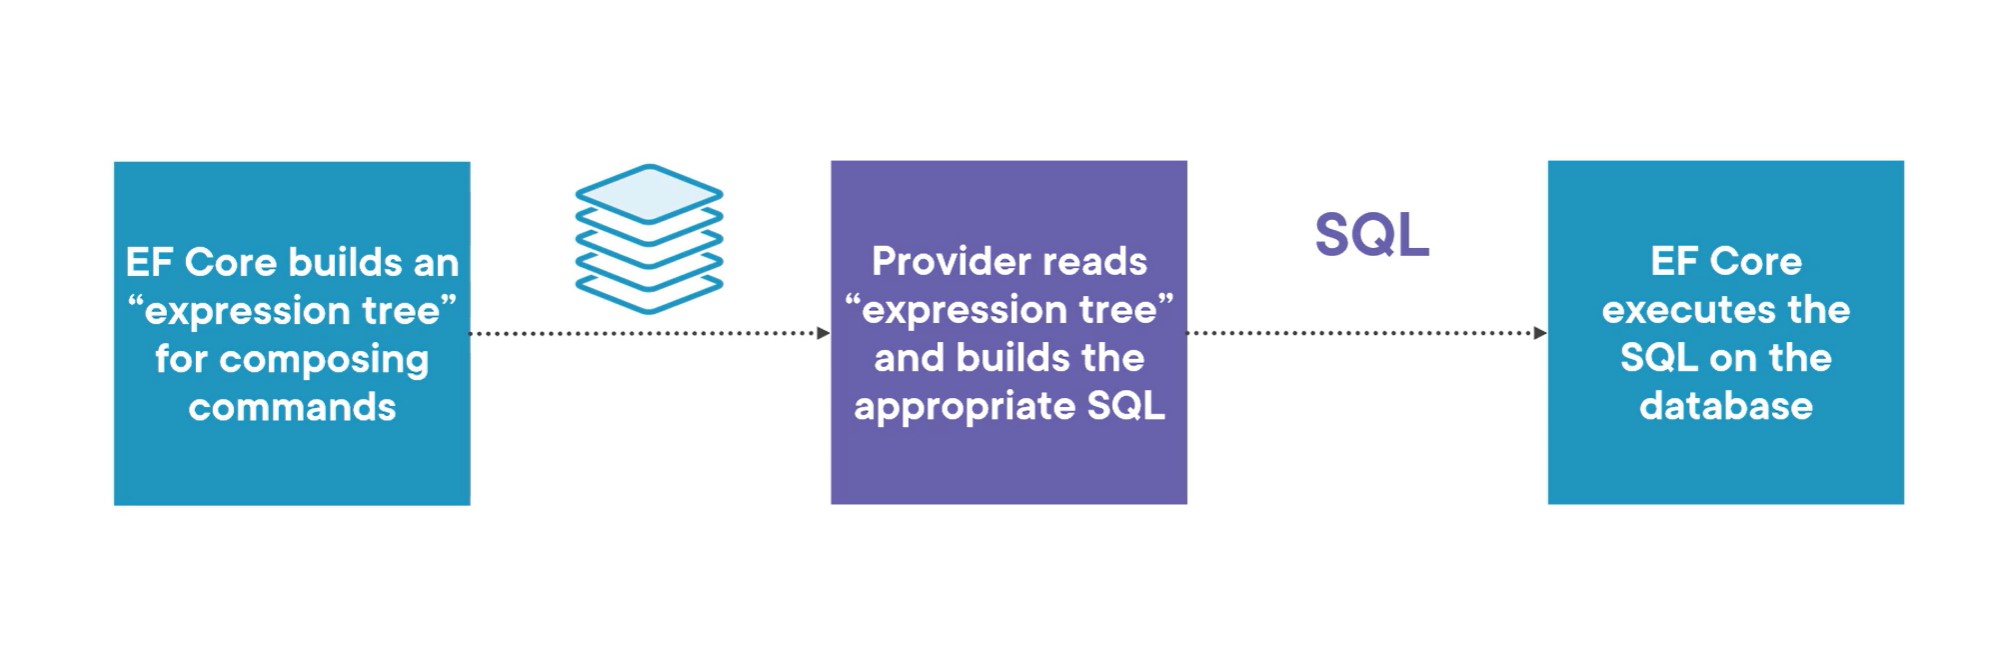 EF Core builds an
“expression tree”
for composing
commands
Provider reads
“expression tree”
and builds the
appropriate SQL
SQL
EF Core
executes the
SQL on the
database